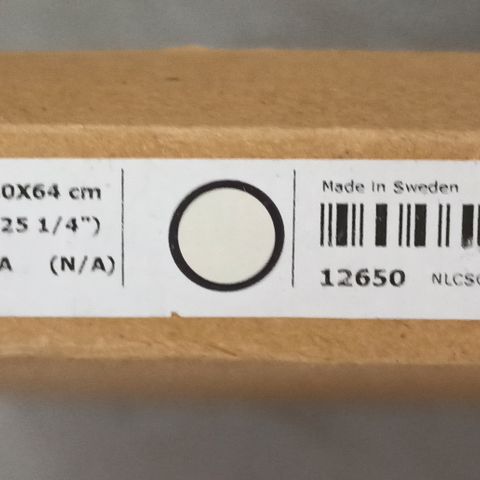 0X64 cm
25 1/4")
A (N/A)
Made in Sweden
12650 NLCS